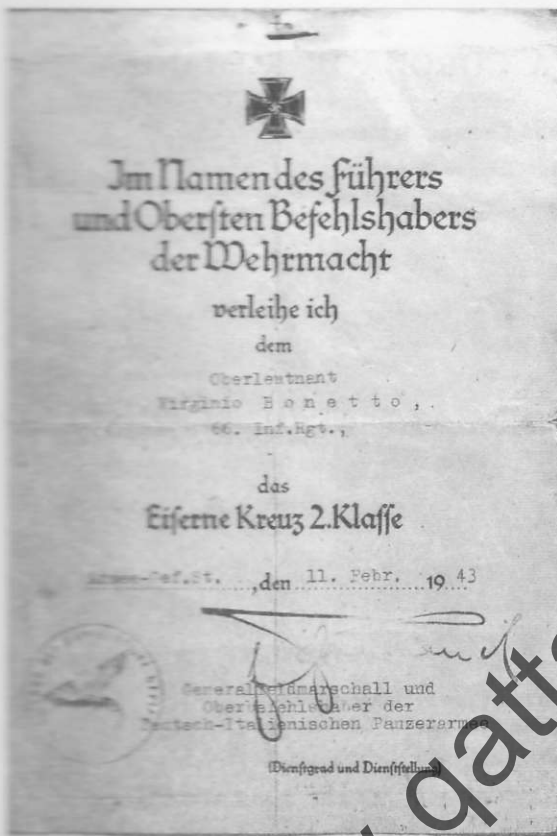 Im Namen des Führers
und Obersten Befehlshabers
der Wehrmacht
verleihe ich
dem
Oberleutnant
Virginio Bonetto,
66. Inf.Rgt.,
das
Eiserne Kreuz 2.Klasse
Armee-Gef.St. , den 11. Febr. 19 43
Generalfeldmarschall und
Oberbefehlshaber der
Deutsch-Italienischen Panzerarmee
(Dienstgrad und Dienststellung)
qatt